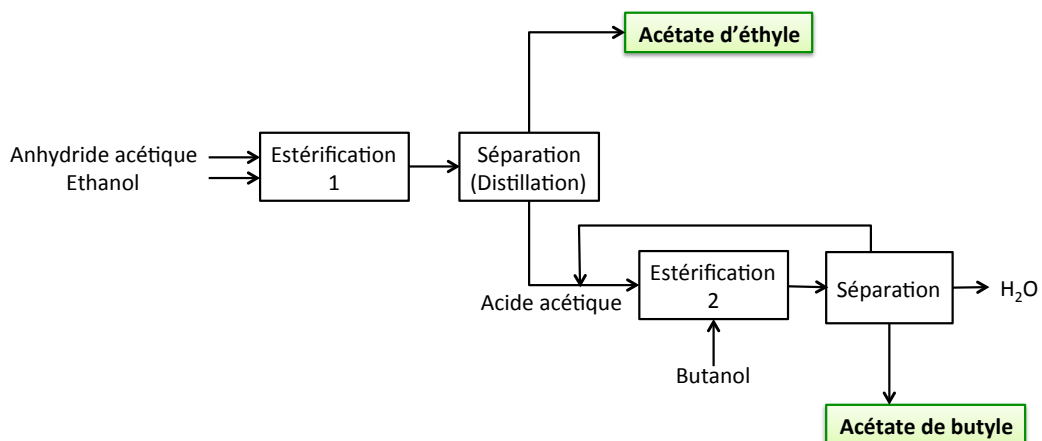 Acétate d'éthyle
Anhydride acétique
Ethanol
Estérification
1
Séparation
(Distillation)
Acide acétique
Estérification
2
Séparation
H₂O
Butanol
Acétate de butyle